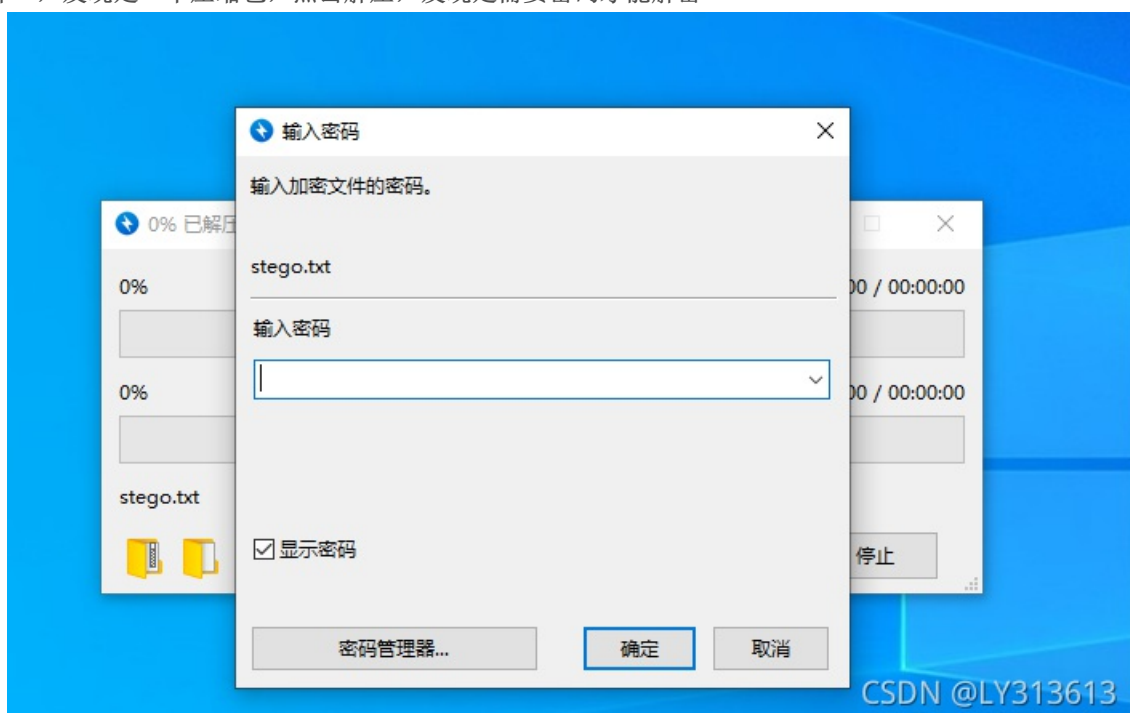 输入密码
输入加密文件的密码。
0% 已解压
stego.txt
0%
00 / 00:00:00
输入密码
0%
00 / 00:00:00
stego.txt
显示密码
停止
密码管理器...
确定
取消
CSDN @LY313613